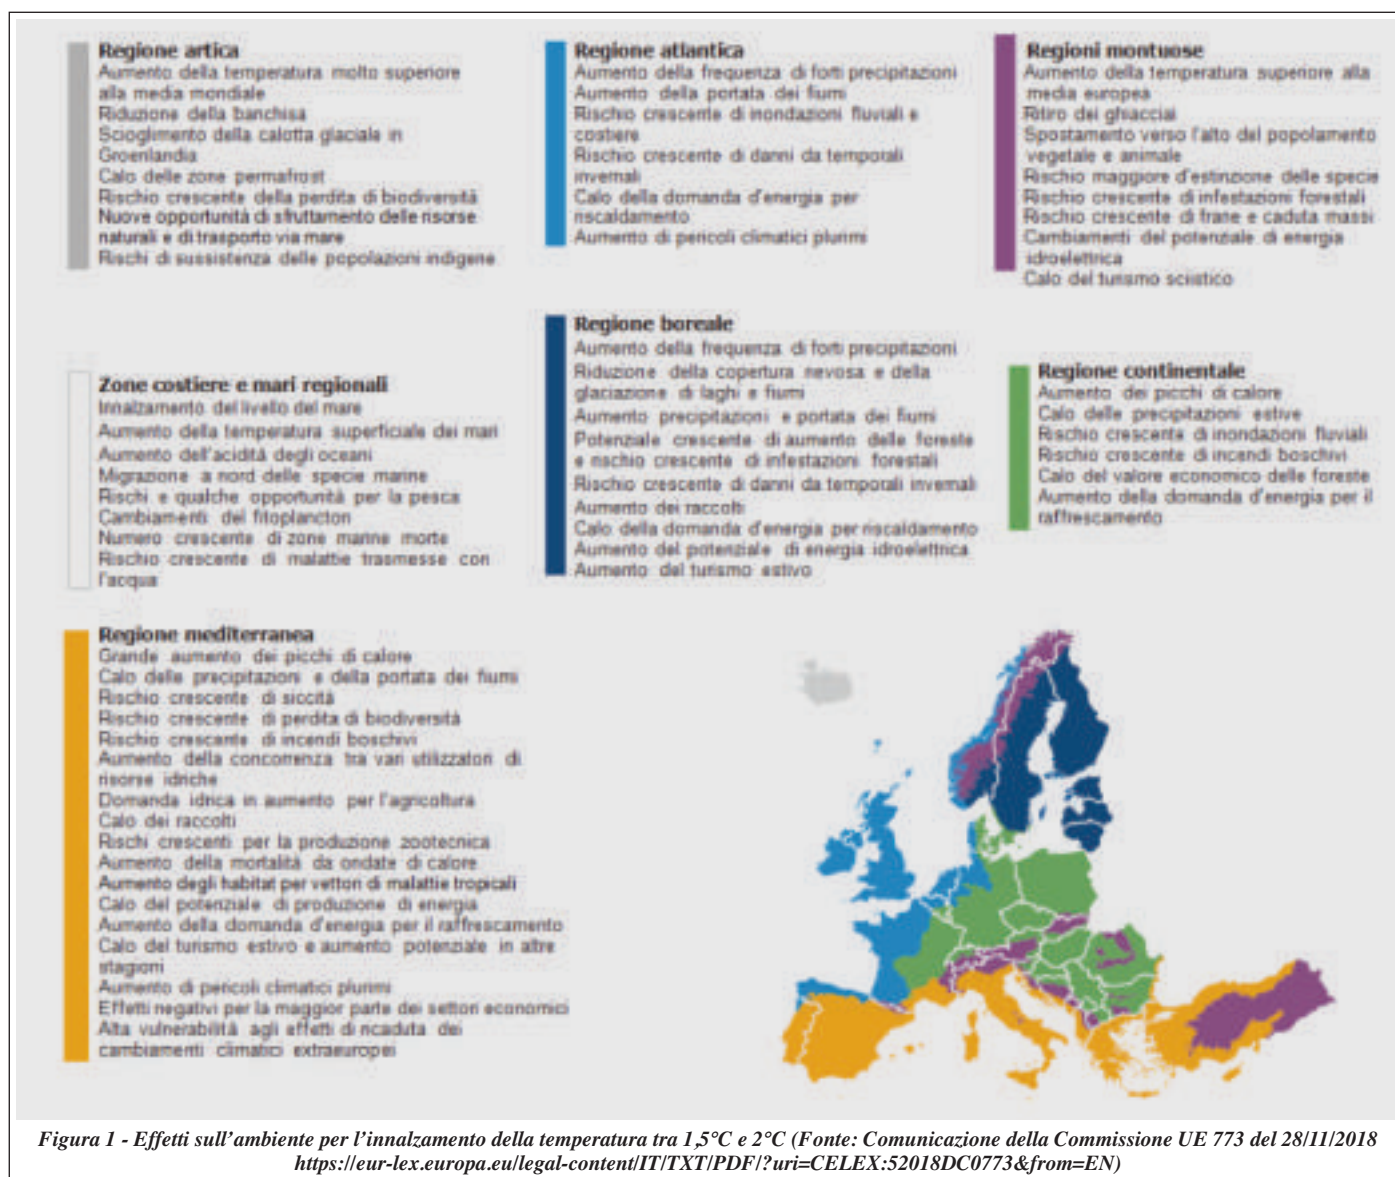 Regione artica
Aumento della temperatura molto superiore
alla media mondiale
Riduzione della banchisa
Scioglimento della calotta glaciale in
Groenlandia
Calo delle zone permafrost
Rischio crescente della perdita di biodiversità
Nuove opportunità di sfruttamento delle risorse
naturali e di trasporto via mare
Rischi di sussistenza delle popolazioni indigene
Regione atlantica
Aumento della frequenza di forti precipitazioni
Aumento della portata dei fiumi
Rischio crescente di inondazioni fluviali e
costiere
Rischio crescente di danni da temporali
invernali
Calo della domanda d'energia per
riscaldamento
Aumento di pericoli climatici plurimi
Regioni montuose
Aumento della temperatura superiore alla
media europea
Ritiro dei ghiacciai
Spostamento verso l'alto del popolamento
vegetale e animale
Rischio maggiore d'estinzione delle specie
Rischio crescente di infestazioni forestali
Rischio crescente di frane e caduta massi
Cambiamenti del potenziale di energia
idroelettrica
Calo del turismo sciistico
Zone costiere e mari regionali
Innalzamento del livello del mare
Aumento della temperatura superficiale dei mari
Aumento dell'acidità degli oceani
Migrazione a nord delle specie marine
Rischi e qualche opportunità per la pesca
Cambiamenti del fitoplancton
Numero crescente di zone marine morte
Rischio crescente di malattie trasmesse con
l'acqua
Regione boreale
Aumento della frequenza di forti precipitazioni
Riduzione della copertura nevosa e della
glaciazione di laghi e fiumi
Aumento precipitazioni e portata dei fiumi
Potenziale crescente di aumento delle foreste
e rischio crescente di infestazioni forestali
Rischio crescente di danni da temporali invernali
Aumento dei raccolti
Calo della domanda d'energia per riscaldamento
Aumento del potenziale di energia idroelettrica
Aumento del turismo estivo
Regione continentale
Aumento dei picchi di calore
Calo delle precipitazioni estive
Rischio crescente di inondazioni fluviali
Rischio crescente di incendi boschivi
Calo del valore economico delle foreste
Aumento della domanda d'energia per il
raffrescamento
Regione mediterranea
Grande aumento dei picchi di calore
Calo delle precipitazioni e della portata dei fiumi
Rischio crescente di siccità
Rischio crescente di perdita di biodiversità
Rischio crescente di incendi boschivi
Aumento della concorrenza tra vari utilizzatori di
risorse idriche
Domanda idrica in aumento per l'agricoltura
Calo dei raccolti
Rischi crescenti per la produzione zootecnica
Aumento della mortalità da ondate di calore
Aumento degli habitat per vettori di malattie tropicali
Calo del potenziale di produzione di energia
Aumento della domanda d'energia per il raffrescamento
Calo del turismo estivo e aumento potenziale in altre
stagioni
Aumento di pericoli climatici plurimi
Effetti negativi per la maggior parte dei settori economici
Alta vulnerabilità agli effetti di ricaduta dei
cambiamenti climatici extraeuropei
Figura 1 - Effetti sull'ambiente per l'innalzamento della temperatura tra 1,5°C e 2°C (Fonte: Comunicazione della Commissione UE 773 del 28/11/2018
https://eur-lex.europa.eu/legal-content/IT/TXT/PDF/?uri=CELEX:52018DC0773&from=EN)